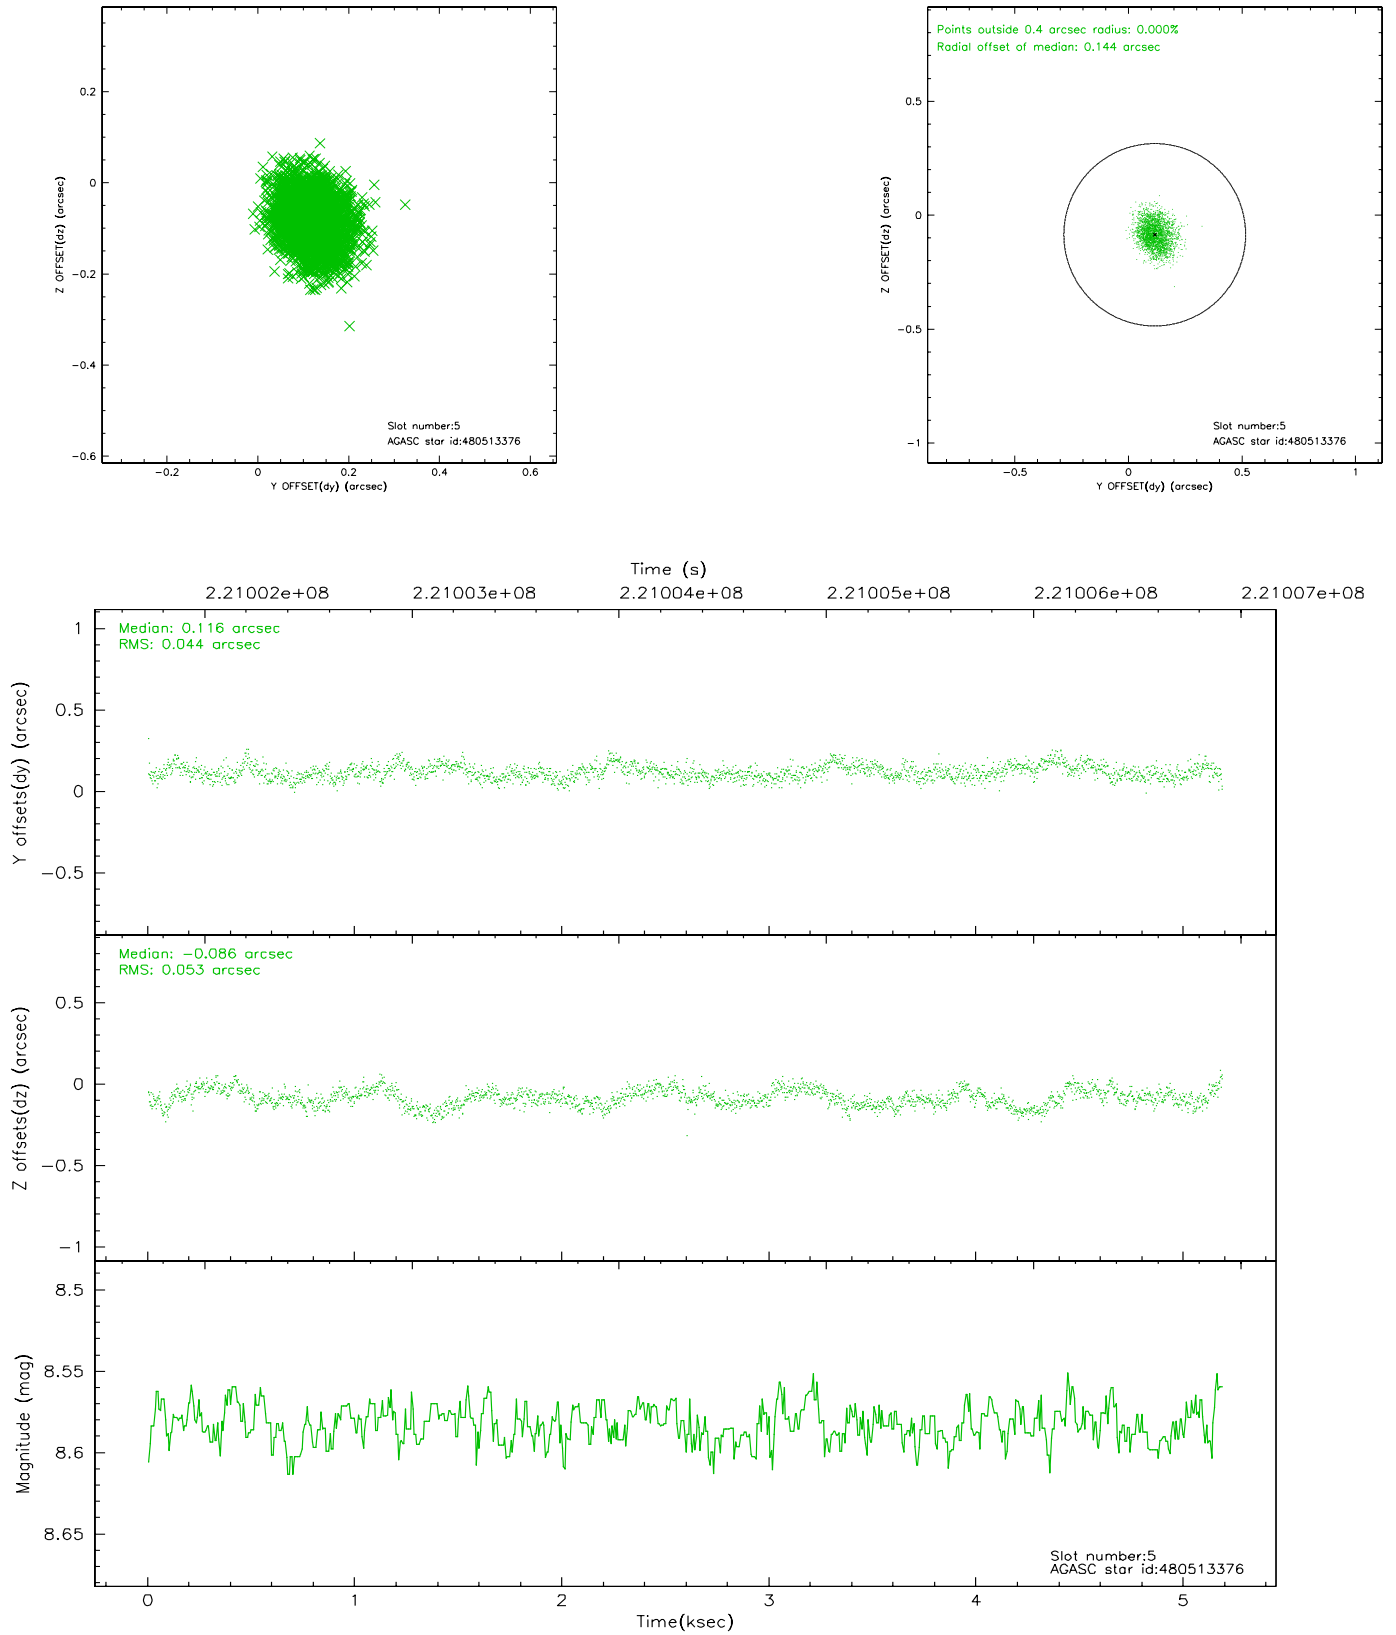 0.2
0
−0.2
−0.4
−0.6
Z OFFSET(dz) (arcsec)
Slot number:5
AGASC star id:480513376
−0.2 0 0.2 0.4 0.6
Y OFFSET(dy) (arcsec)
Points outside 0.4 arcsec radius: 0.000%
Radial offset of median: 0.144 arcsec
0.5
0
−0.5
−1
Z OFFSET(dz) (arcsec)
Slot number:5
AGASC star id:480513376
−0.5 0 0.5 1
Y OFFSET(dy) (arcsec)
Time (s)
2.21002e+08 2.21003e+08 2.21004e+08 2.21005e+08 2.21006e+08 2.21007e+08
Median: 0.116 arcsec
RMS: 0.044 arcsec
1
0.5
0
−0.5
Y offsets(dy) (arcsec)
Median: −0.086 arcsec
RMS: 0.053 arcsec
0.5
0
−0.5
−1
Z offsets(dz) (arcsec)
8.5
8.55
8.6
8.65
Magnitude (mag)
Slot number:5
AGASC star id:480513376
0 1 2 3 4 5
Time(ksec)